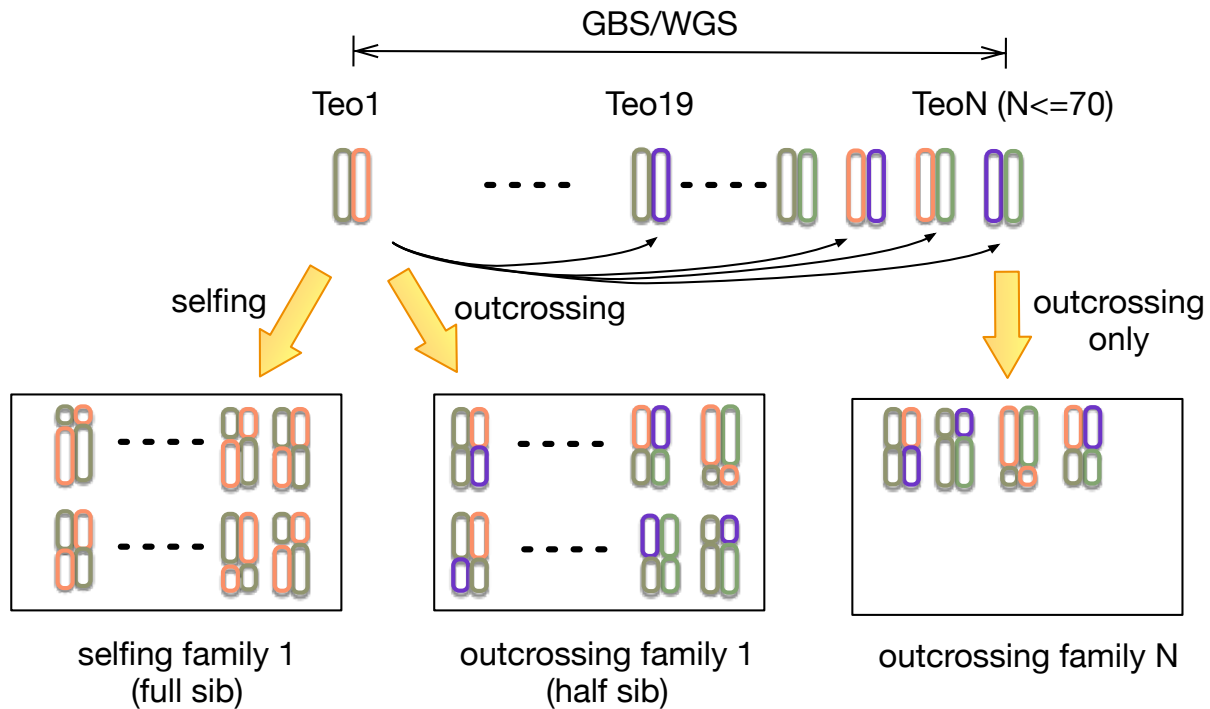 GBS/WGS
Teo1
Teo19
TeoN (N<=70)
selfing
outcrossing
outcrossing
only
selfing family 1
(full sib)
outcrossing family 1
(half sib)
outcrossing family N